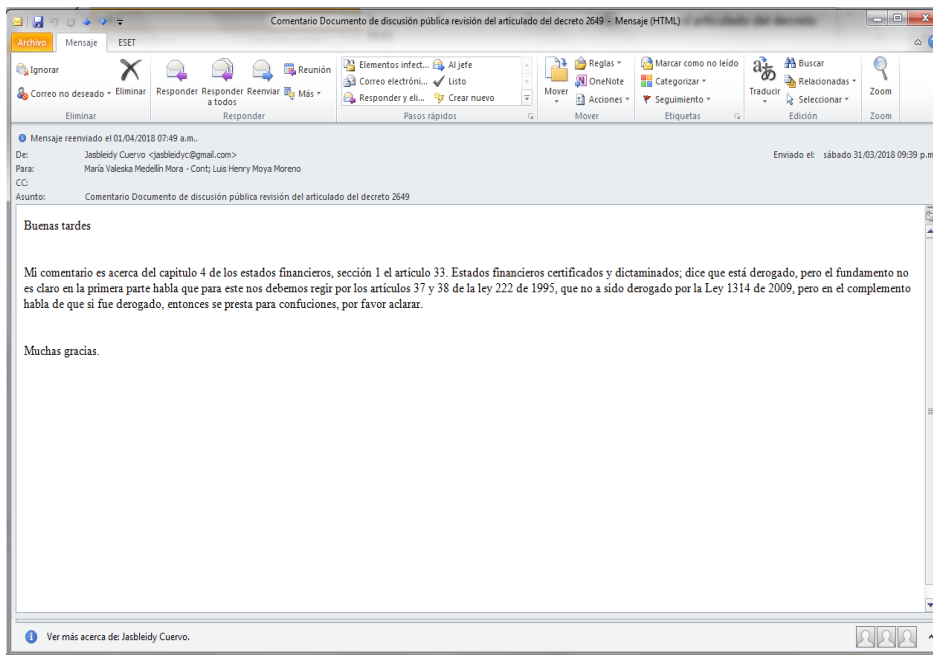 Comentario Documento de discusión pública revisión del articulado del decreto 2649 - Mensaje (HTML)
Archivo Mensaje ESET
Ignorar
Correo no deseado
Eliminar
Eliminar
Responder
Responder a todos
Reenviar
Reunión
Más
Responder
Elementos infect...
Correo electróni...
Responder y eli...
Al jefe
Listo
Crear nuevo
Pasos rápidos
Mover
Reglas
OneNote
Acciones
Mover
Marcar como no leído
Categorizar
Seguimiento
Etiquetas
Traducir
Buscar
Relacionadas
Seleccionar
Edición
Zoom
Zoom
Mensaje reenviado el 01/04/2018 07:49 a.m..
De: Jasbleidy Cuervo <jasbleidyc@gmail.com> Enviado el: sábado 31/03/2018 09:39 p.m
Para: María Valeska Medellín Mora - Cont; Luis Henry Moya Moreno
CC:
Asunto: Comentario Documento de discusión pública revisión del articulado del decreto 2649
Buenas tardes
Mi comentario es acerca del capitulo 4 de los estados financieros, sección 1 el artículo 33. Estados financieros certificados y dictaminados; dice que está derogado, pero el fundamento no
es claro en la primera parte habla que para este nos debemos regir por los artículos 37 y 38 de la ley 222 de 1995, que no a sido derogado por la Ley 1314 de 2009, pero en el complemento
habla de que si fue derogado, entonces se presta para confuciones, por favor aclarar.
Muchas gracias.
Ver más acerca de: Jasbleidy Cuervo.